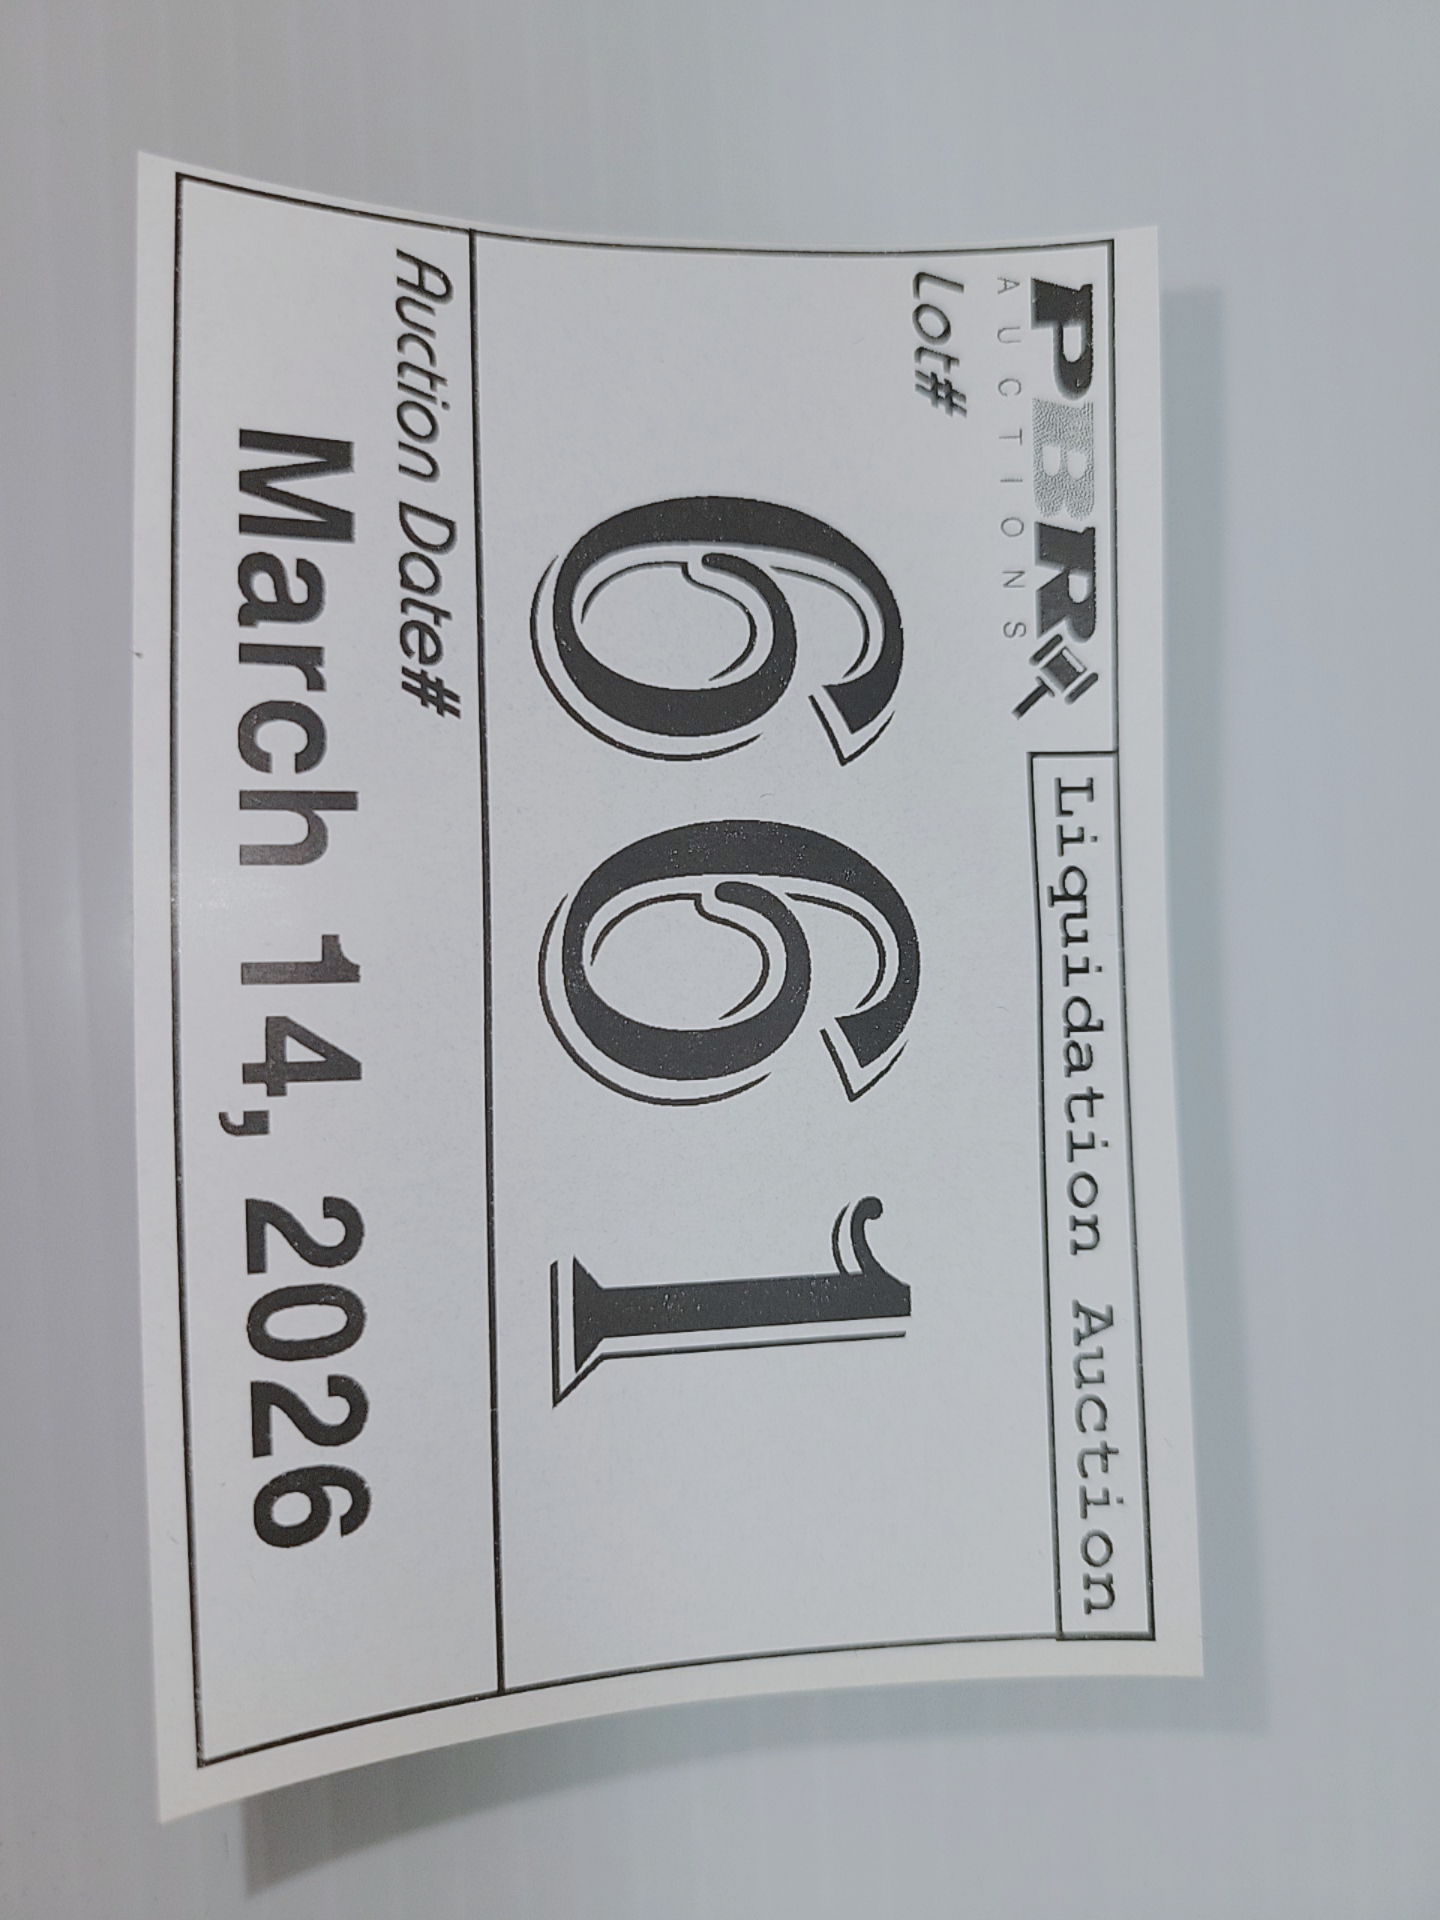 PBR
AUCTIONS
Liquidation Auction
Lot#
661
Auction Date#
March 14, 2026